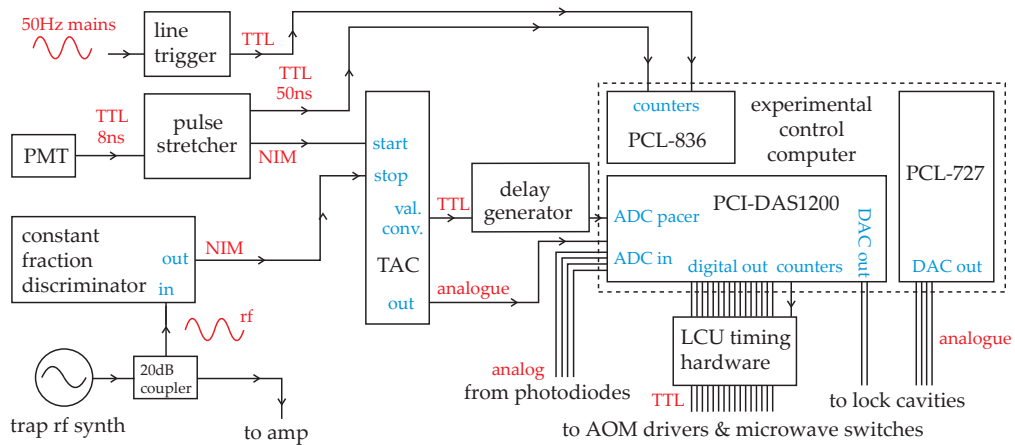 50Hz mains
line
trigger
TTL
TTL
50ns
TTL
8ns
PMT
pulse
stretcher
NIM
start
stop
val.
conv.
TAC
out
TTL
delay
generator
analogue
counters
PCL-836
experimental
control
computer
PCL-727
DAC out
PCI-DAS1200
ADC pacer
ADC in
digital out
counters
DAC out
constant
fraction
discriminator
out
in
NIM
rf
20dB
coupler
trap rf synth
to amp
analog
from photodiodes
LCU timing
hardware
TTL
to AOM drivers & microwave switches
to lock cavities
analogue